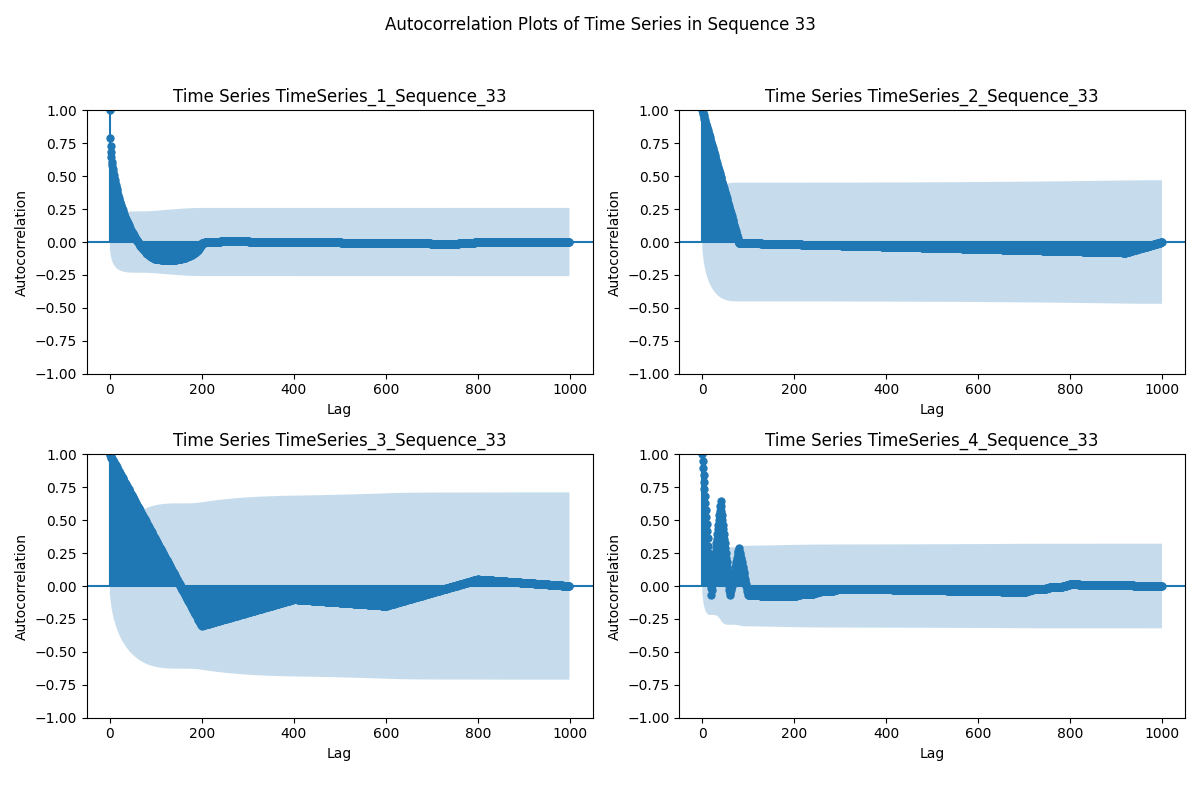 Autocorrelation Plots of Time Series in Sequence 33
Time Series TimeSeries_1_Sequence_33
1.00
0.75
0.50
0.25
0.00
−0.25
−0.50
−0.75
−1.00
Autocorrelation
0 200 400 600 800 1000
Lag
Time Series TimeSeries_2_Sequence_33
1.00
0.75
0.50
0.25
0.00
−0.25
−0.50
−0.75
−1.00
Autocorrelation
0 200 400 600 800 1000
Lag
Time Series TimeSeries_3_Sequence_33
1.00
0.75
0.50
0.25
0.00
−0.25
−0.50
−0.75
−1.00
Autocorrelation
0 200 400 600 800 1000
Lag
Time Series TimeSeries_4_Sequence_33
1.00
0.75
0.50
0.25
0.00
−0.25
−0.50
−0.75
−1.00
Autocorrelation
0 200 400 600 800 1000
Lag